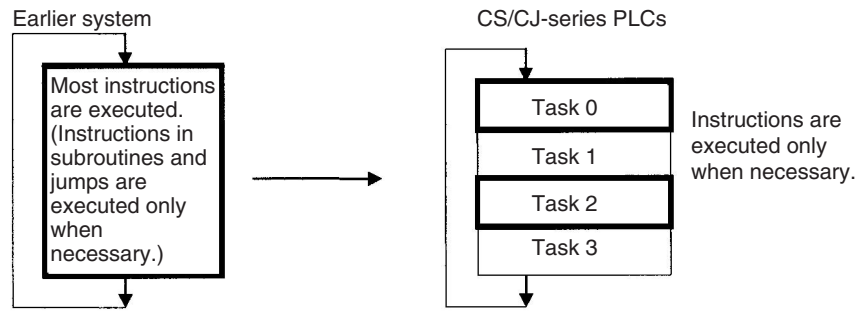 Earlier system
Most instructions
are executed.
(Instructions in
subroutines and
jumps are
executed only
when
necessary.)
CS/CJ-series PLCs
Task 0
Task 1
Task 2
Task 3
Instructions are
executed only
when necessary.